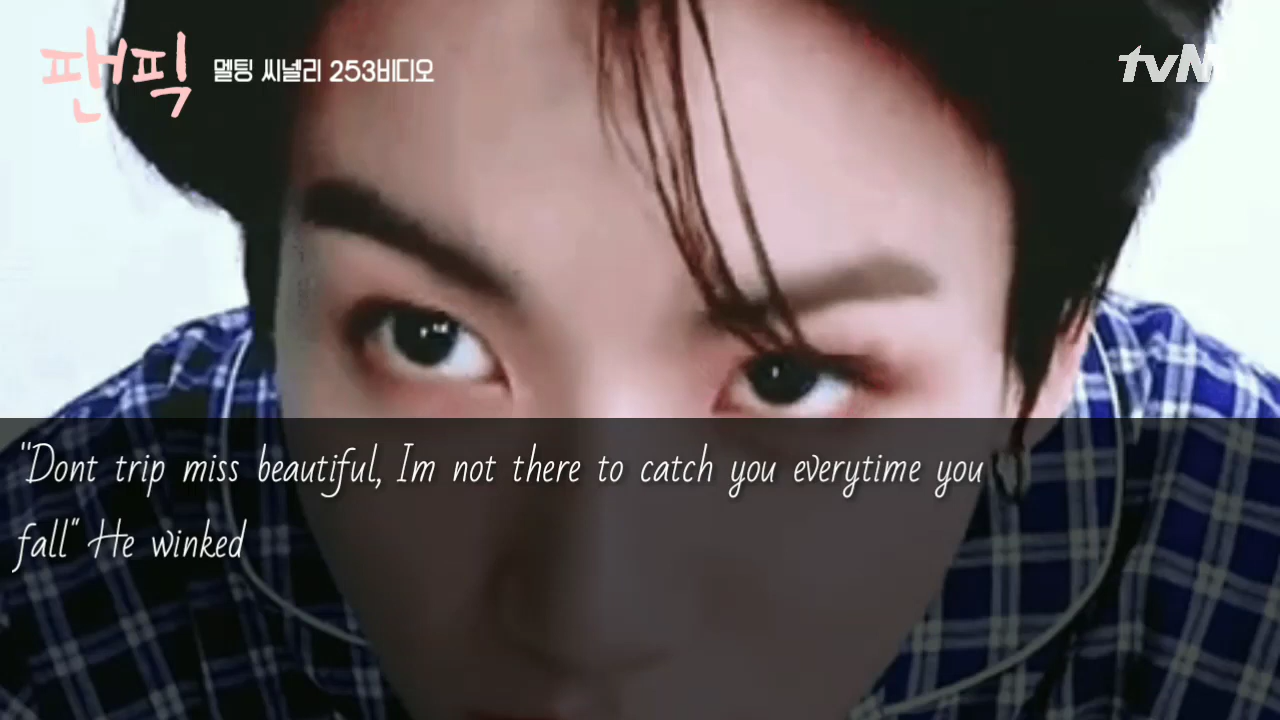 팬픽 멜팅 씨널리 253비디오
tvN
"Dont trip miss beautiful, Im not there to catch you everytime you
fall" He winked